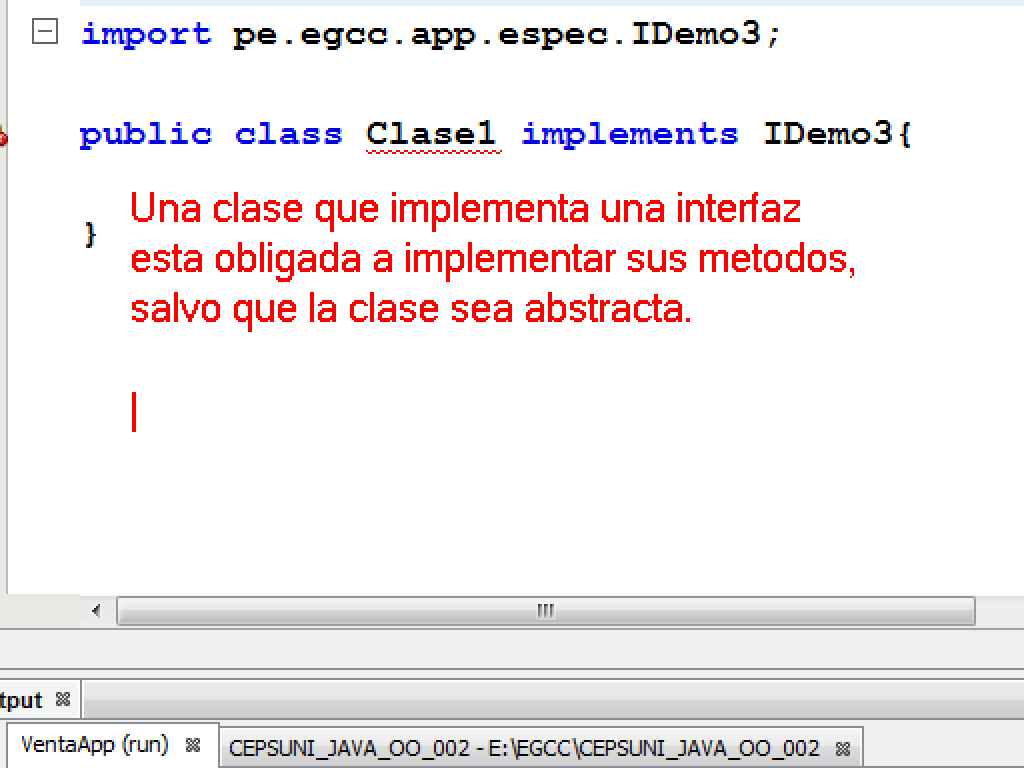 import pe.egcc.app.espec.IDemo3;
public class Clase1 implements IDemo3{
Una clase que implementa una interfaz
}
esta obligada a implementar sus metodos,
salvo que la clase sea abstracta.
tput
VentaApp (run)
CEPSUNI_JAVA_OO_002 - E:\EGCC\CEPSUNI_JAVA_OO_002